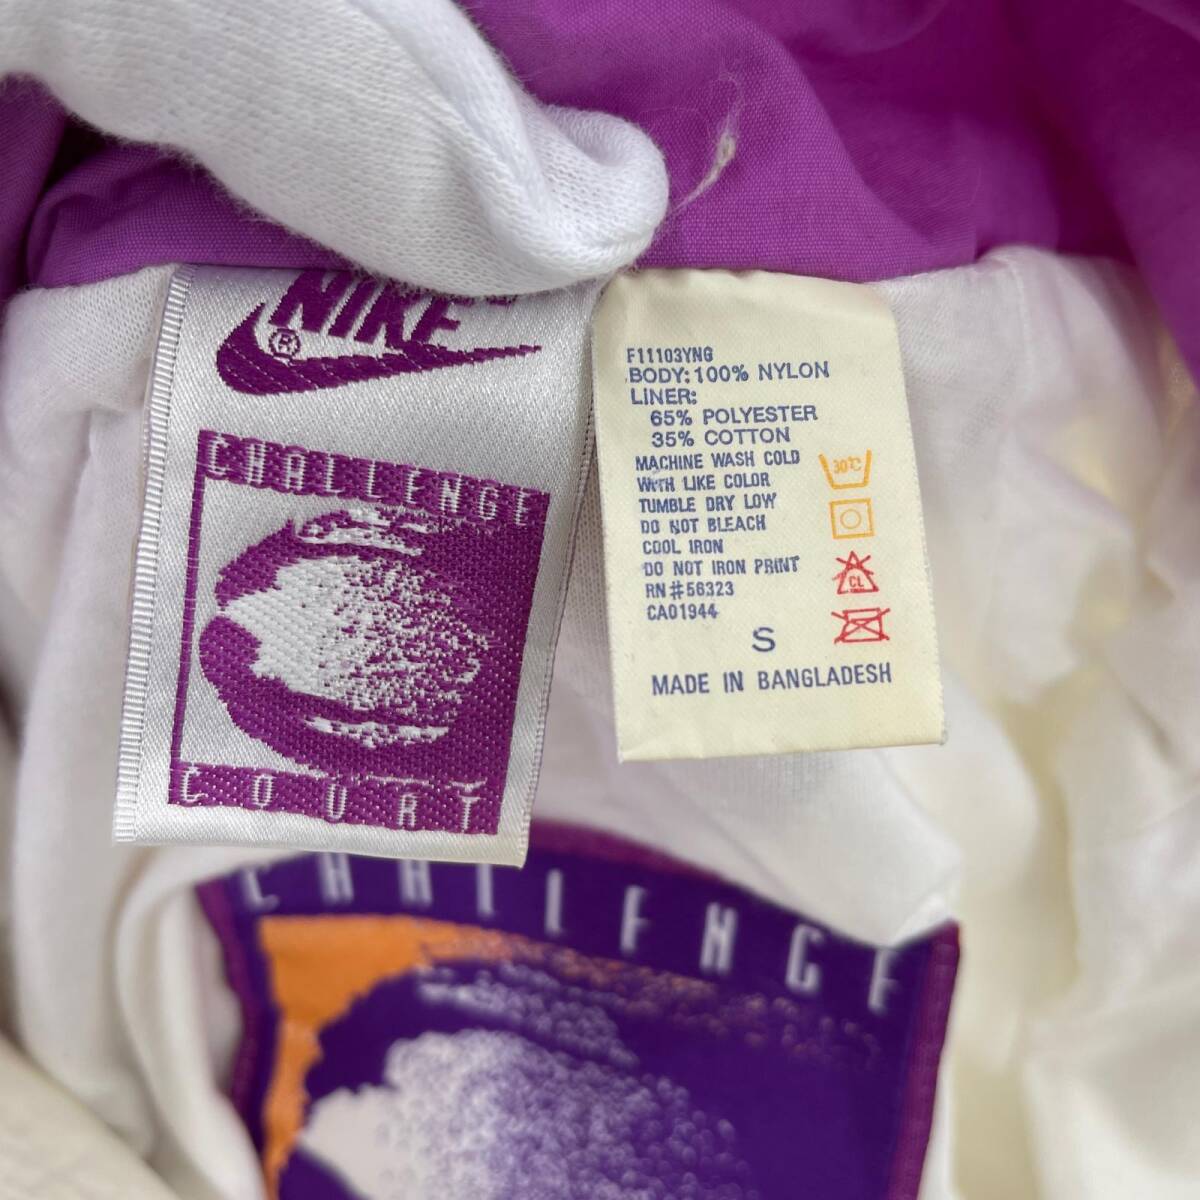 NIKE
®
CHALLENGE
COURT
F11103YNG
BODY: 100% NYLON
LINER:
65% POLYESTER
35% COTTON
MACHINE WASH COLD
WITH LIKE COLOR
TUMBLE DRY LOW
DO NOT BLEACH
COOL IRON
DO NOT IRON PRINT
RN#56323
CA01944
S
MADE IN BANGLADESH
30°C
CL
CHALLENGE